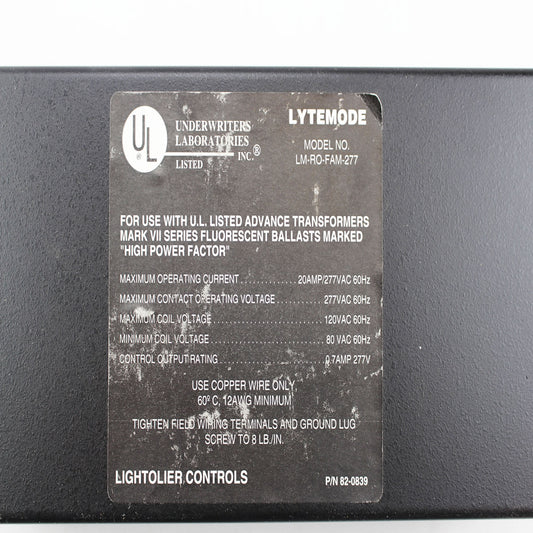 UL ®
UNDERWRITERS
LABORATORIES
INC.®
LISTED
LYTEMODE
MODEL NO.
LM-RO-FAM-277
FOR USE WITH U.L. LISTED ADVANCE TRANSFORMERS
MARK VII SERIES FLUORESCENT BALLASTS MARKED
"HIGH POWER FACTOR"
MAXIMUM OPERATING CURRENT ............... 20AMP/277VAC 60Hz
MAXIMUM CONTACT OPERATING VOLTAGE ........... 277VAC 60Hz
MAXIMUM COIL VOLTAGE .......................... 120VAC 60Hz
MINIMUM COIL VOLTAGE ........................... 80 VAC 60Hz
CONTROL OUTPUT RATING .......................... 0.7AMP 277V
USE COPPER WIRE ONLY
60º C, 12AWG MINIMUM
TIGHTEN FIELD WIRING TERMINALS AND GROUND LUG
SCREW TO 8 LB./IN.
LIGHTOLIER CONTROLS
P/N 82-0839